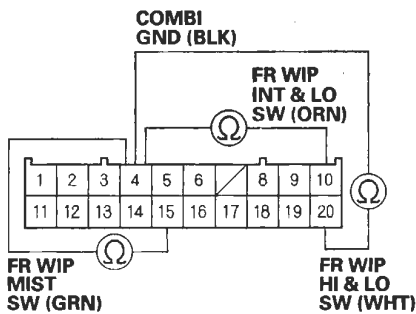 COMBI
GND (BLK)
FR WIP
INT & LO
SW (ORN)
Ω
Ω
1 2 3 4 5 6 8 9 10
11 12 13 14 15 16 17 18 19 20
Ω
FR WIP
MIST
SW (GRN)
FR WIP
HI & LO
SW (WHT)